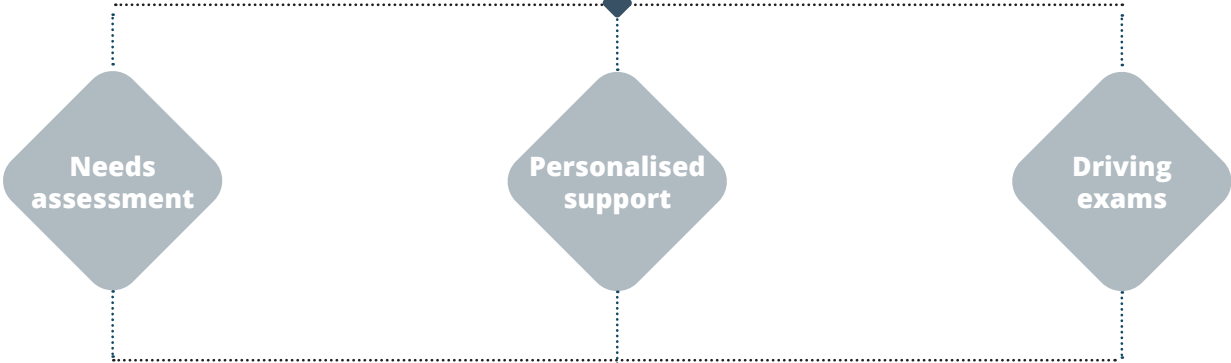 Needs
assessment
Personalised
support
Driving
exams